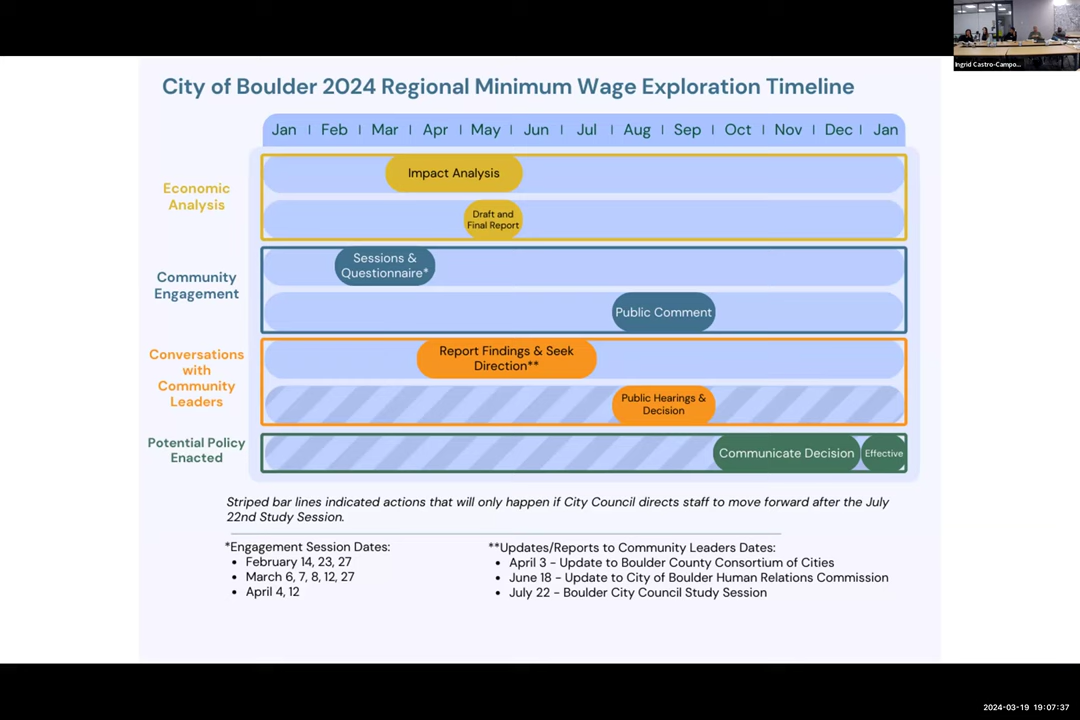 Ingrid Castro-Campo...
City of Boulder 2024 Regional Minimum Wage Exploration Timeline
Jan | Feb | Mar | Apr | May | Jun | Jul | Aug | Sep | Oct | Nov | Dec | Jan
Economic
Analysis
Impact Analysis
Draft and
Final Report
Community
Engagement
Sessions &
Questionnaire*
Public Comment
Conversations
with
Community
Leaders
Report Findings & Seek
Direction**
Public Hearings &
Decision
Potential Policy
Enacted
Communicate Decision
Effective
Striped bar lines indicated actions that will only happen if City Council directs staff to move forward after the July
22nd Study Session.
*Engagement Session Dates:
• February 14, 23, 27
• March 6, 7, 8, 12, 27
• April 4, 12
**Updates/Reports to Community Leaders Dates:
• April 3 - Update to Boulder County Consortium of Cities
• June 18 - Update to City of Boulder Human Relations Commission
• July 22 - Boulder City Council Study Session
2024-03-19 19:07:37